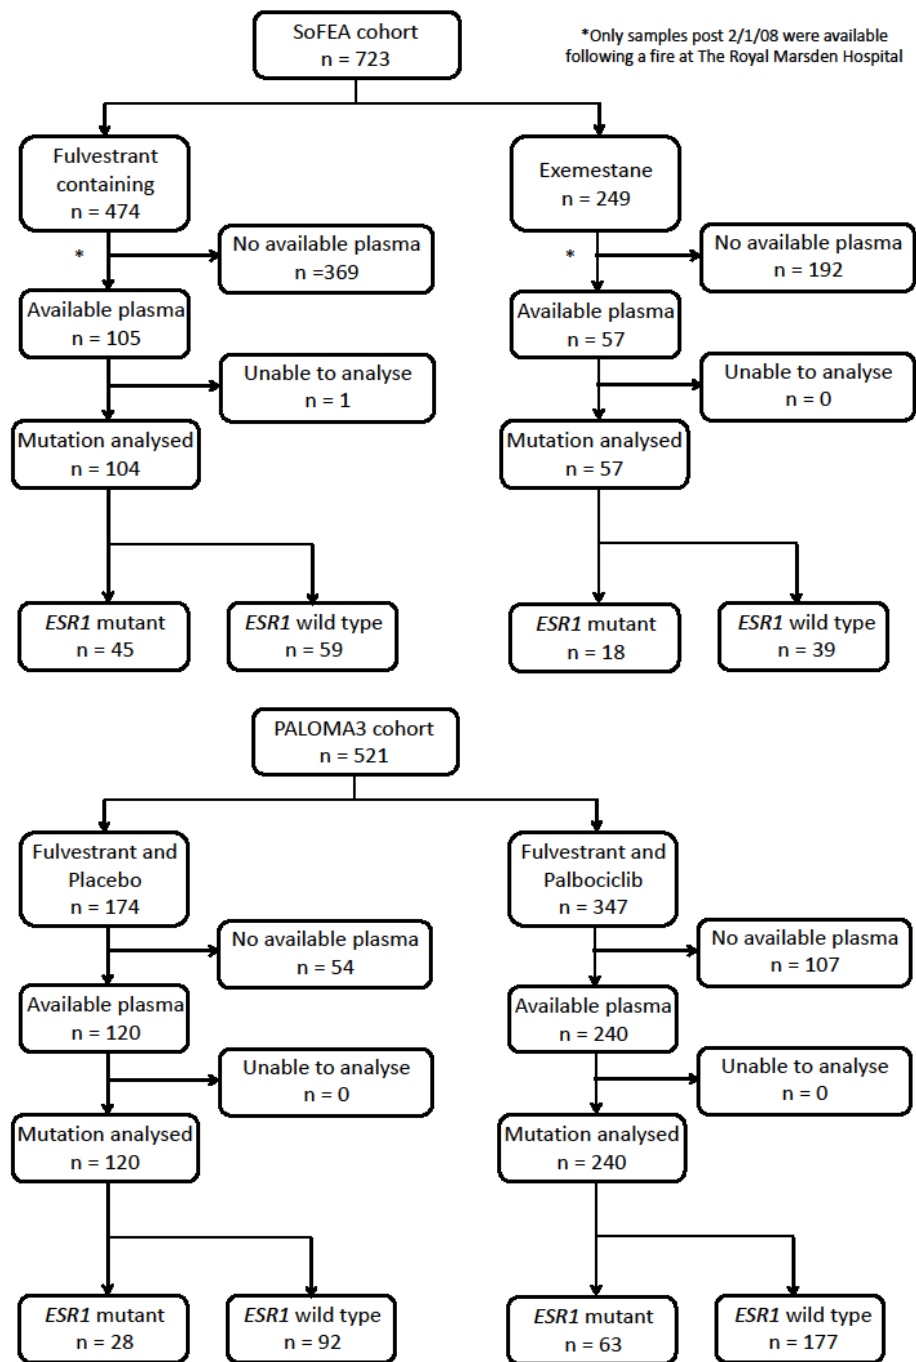 SoFEA cohort
n = 723
*Only samples post 2/1/08 were available
following a fire at The Royal Marsden Hospital
Fulvestrant
containing
n = 474
Exemestane
n = 249
*
No available plasma
n =369
*
No available plasma
n = 192
Available plasma
n = 105
Available plasma
n = 57
Unable to analyse
n = 1
Unable to analyse
n = 0
Mutation analysed
n = 104
Mutation analysed
n = 57
ESR1 mutant
n = 45
ESR1 wild type
n = 59
ESR1 mutant
n = 18
ESR1 wild type
n = 39
PALOMA3 cohort
n = 521
Fulvestrant and
Placebo
n = 174
Fulvestrant and
Palbociclib
n = 347
No available plasma
n = 54
No available plasma
n = 107
Available plasma
n = 120
Available plasma
n = 240
Unable to analyse
n = 0
Unable to analyse
n = 0
Mutation analysed
n = 120
Mutation analysed
n = 240
ESR1 mutant
n = 28
ESR1 wild type
n = 92
ESR1 mutant
n = 63
ESR1 wild type
n = 177